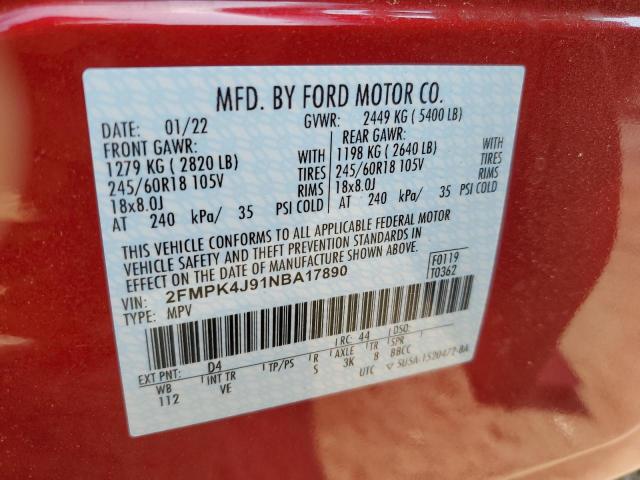 MFD. BY FORD MOTOR CO.
DATE: 01/22 GVWR: 2449 KG ( 5400 LB)
FRONT GAWR: REAR GAWR:
1279 KG ( 2820 LB) WITH 1198 KG ( 2640 LB) WITH
245/60R18 105V TIRES 245/60R18 105V TIRES
18x8.0J RIMS 18x8.0J RIMS
AT 240 kPa/ 35 PSI COLD AT 240 kPa/ 35 PSI COLD
THIS VEHICLE CONFORMS TO ALL APPLICABLE FEDERAL MOTOR
VEHICLE SAFETY AND THEFT PREVENTION STANDARDS IN
EFFECT ON THE DATE OF MANUFACTURE SHOWN ABOVE.
F0119
T0362
VIN: 2FMPK4J91NBA17890
TYPE: MPV
EXT PNT: D4 RC: 44 DSO:
WB INT TR TP/PS R AXLE TR SPR
112 VE S 3K 8 BBCC
UTC 5U5A-1520472-BA